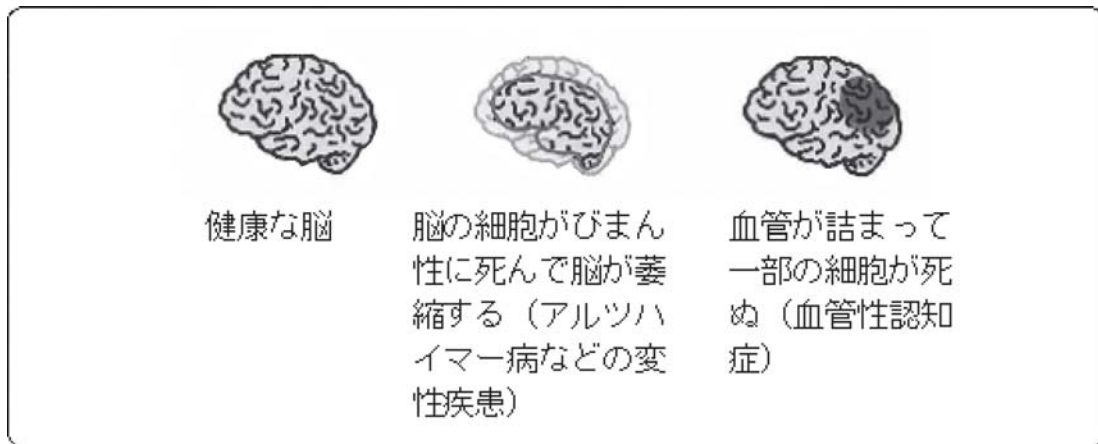 健康な脳
脳の細胞がびまん
性に死んで脳が萎
縮する（アルツハ
イマー病などの変
性疾患）
血管が詰まって
一部の細胞が死
ぬ（血管性認知
症）